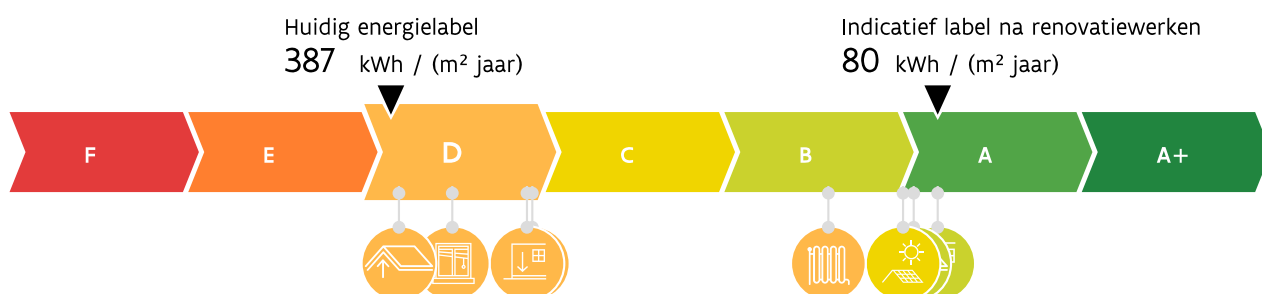 Huidig energielabel
387 kWh / (m² jaar)
Indicatief label na renovatiewerken
80 kWh / (m² jaar)
F E D C B A A+